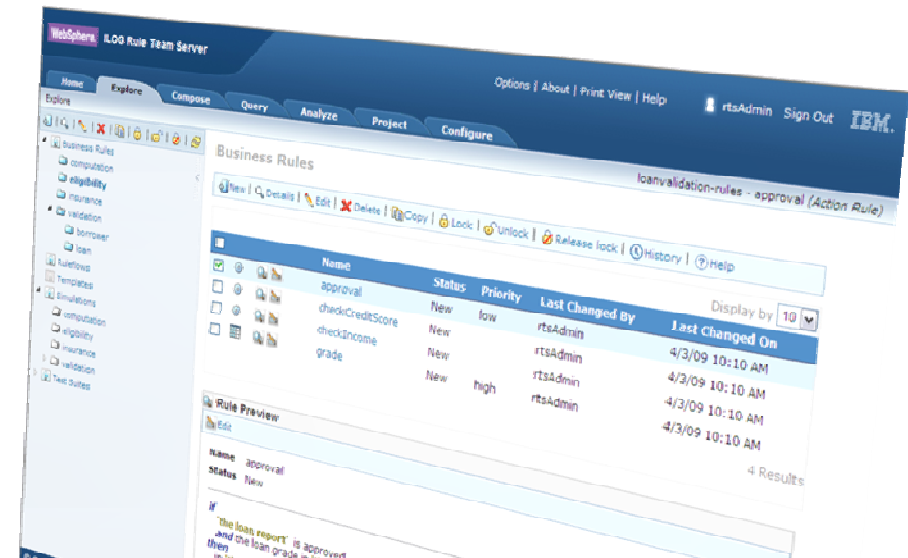 WebSphere. ILOG Rule Team Server
Options | About | Print View | Help
rtsAdmin Sign Out IBM.
Home Explore Compose Query Analyze Project Configure
loanvalidation-rules - approval (Action Rule)
Explore
Business Rules
computation
eligibility
insurance
validation
borrower
loan
Ruleflows
Templates
Simulations
computation
eligibility
insurance
validation
Test Suites
Business Rules
New | Details | Edit | Delete | Copy | Lock | Unlock | Release lock | History | Help
Display by 10
Name Status Priority Last Changed By Last Changed On
approval New low rtsAdmin 4/3/09 10:10 AM
checkCreditScore New rtsAdmin 4/3/09 10:10 AM
checkIncome New rtsAdmin 4/3/09 10:10 AM
grade New high rtsAdmin 4/3/09 10:10 AM
4 Results
Rule Preview
Edit
Name approval
Status New
if
'the loan report' is approved
and the loan grade
then